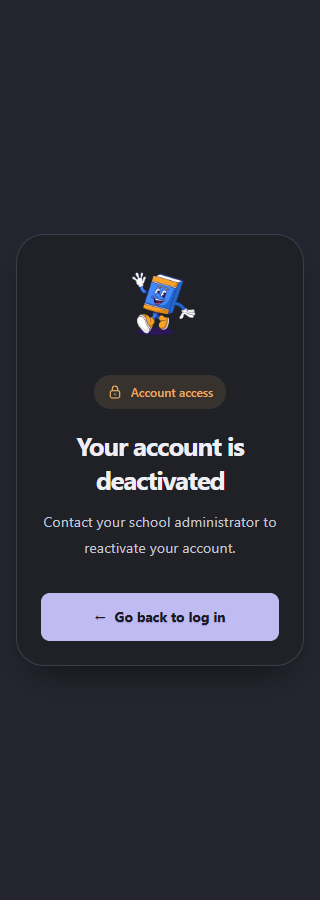 Account access
Your account is
deactivated
Contact your school administrator to
reactivate your account.
← Go back to log in